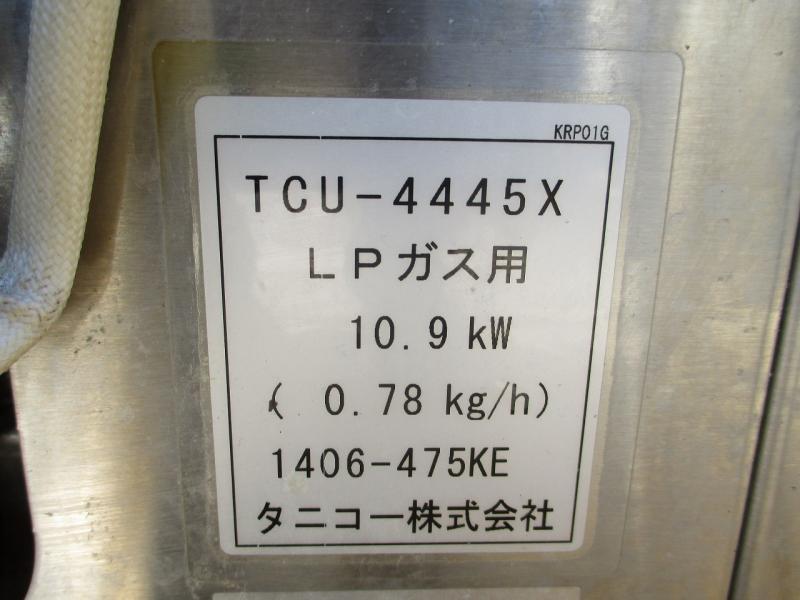 KRP01G
TCU-4445X
LPガス用
10.9 kW
( 0.78 kg/h)
1406-475KE
タニコー株式会社